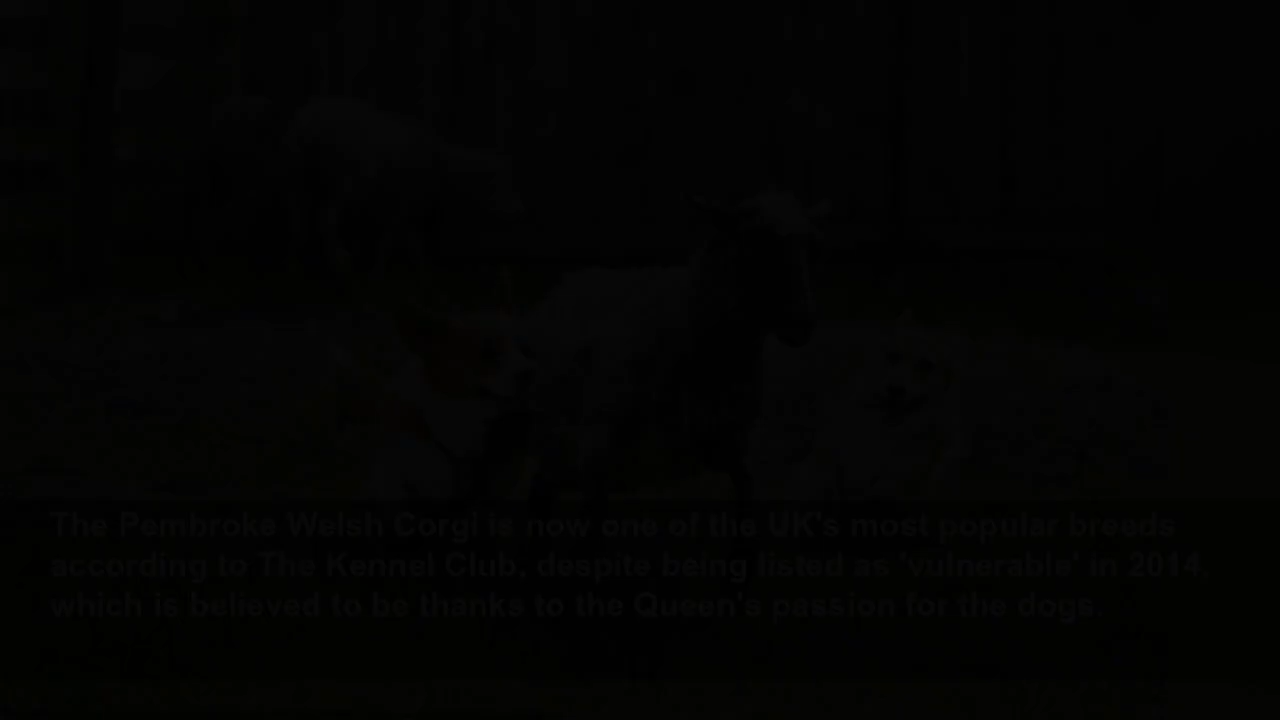 The Pembroke Welsh Corgi is now one of the UK's most popular breeds
according to The Kennel Club, despite being listed as 'vulnerable' in 2014,
which is believed to be thanks to the Queen's passion for the dogs.